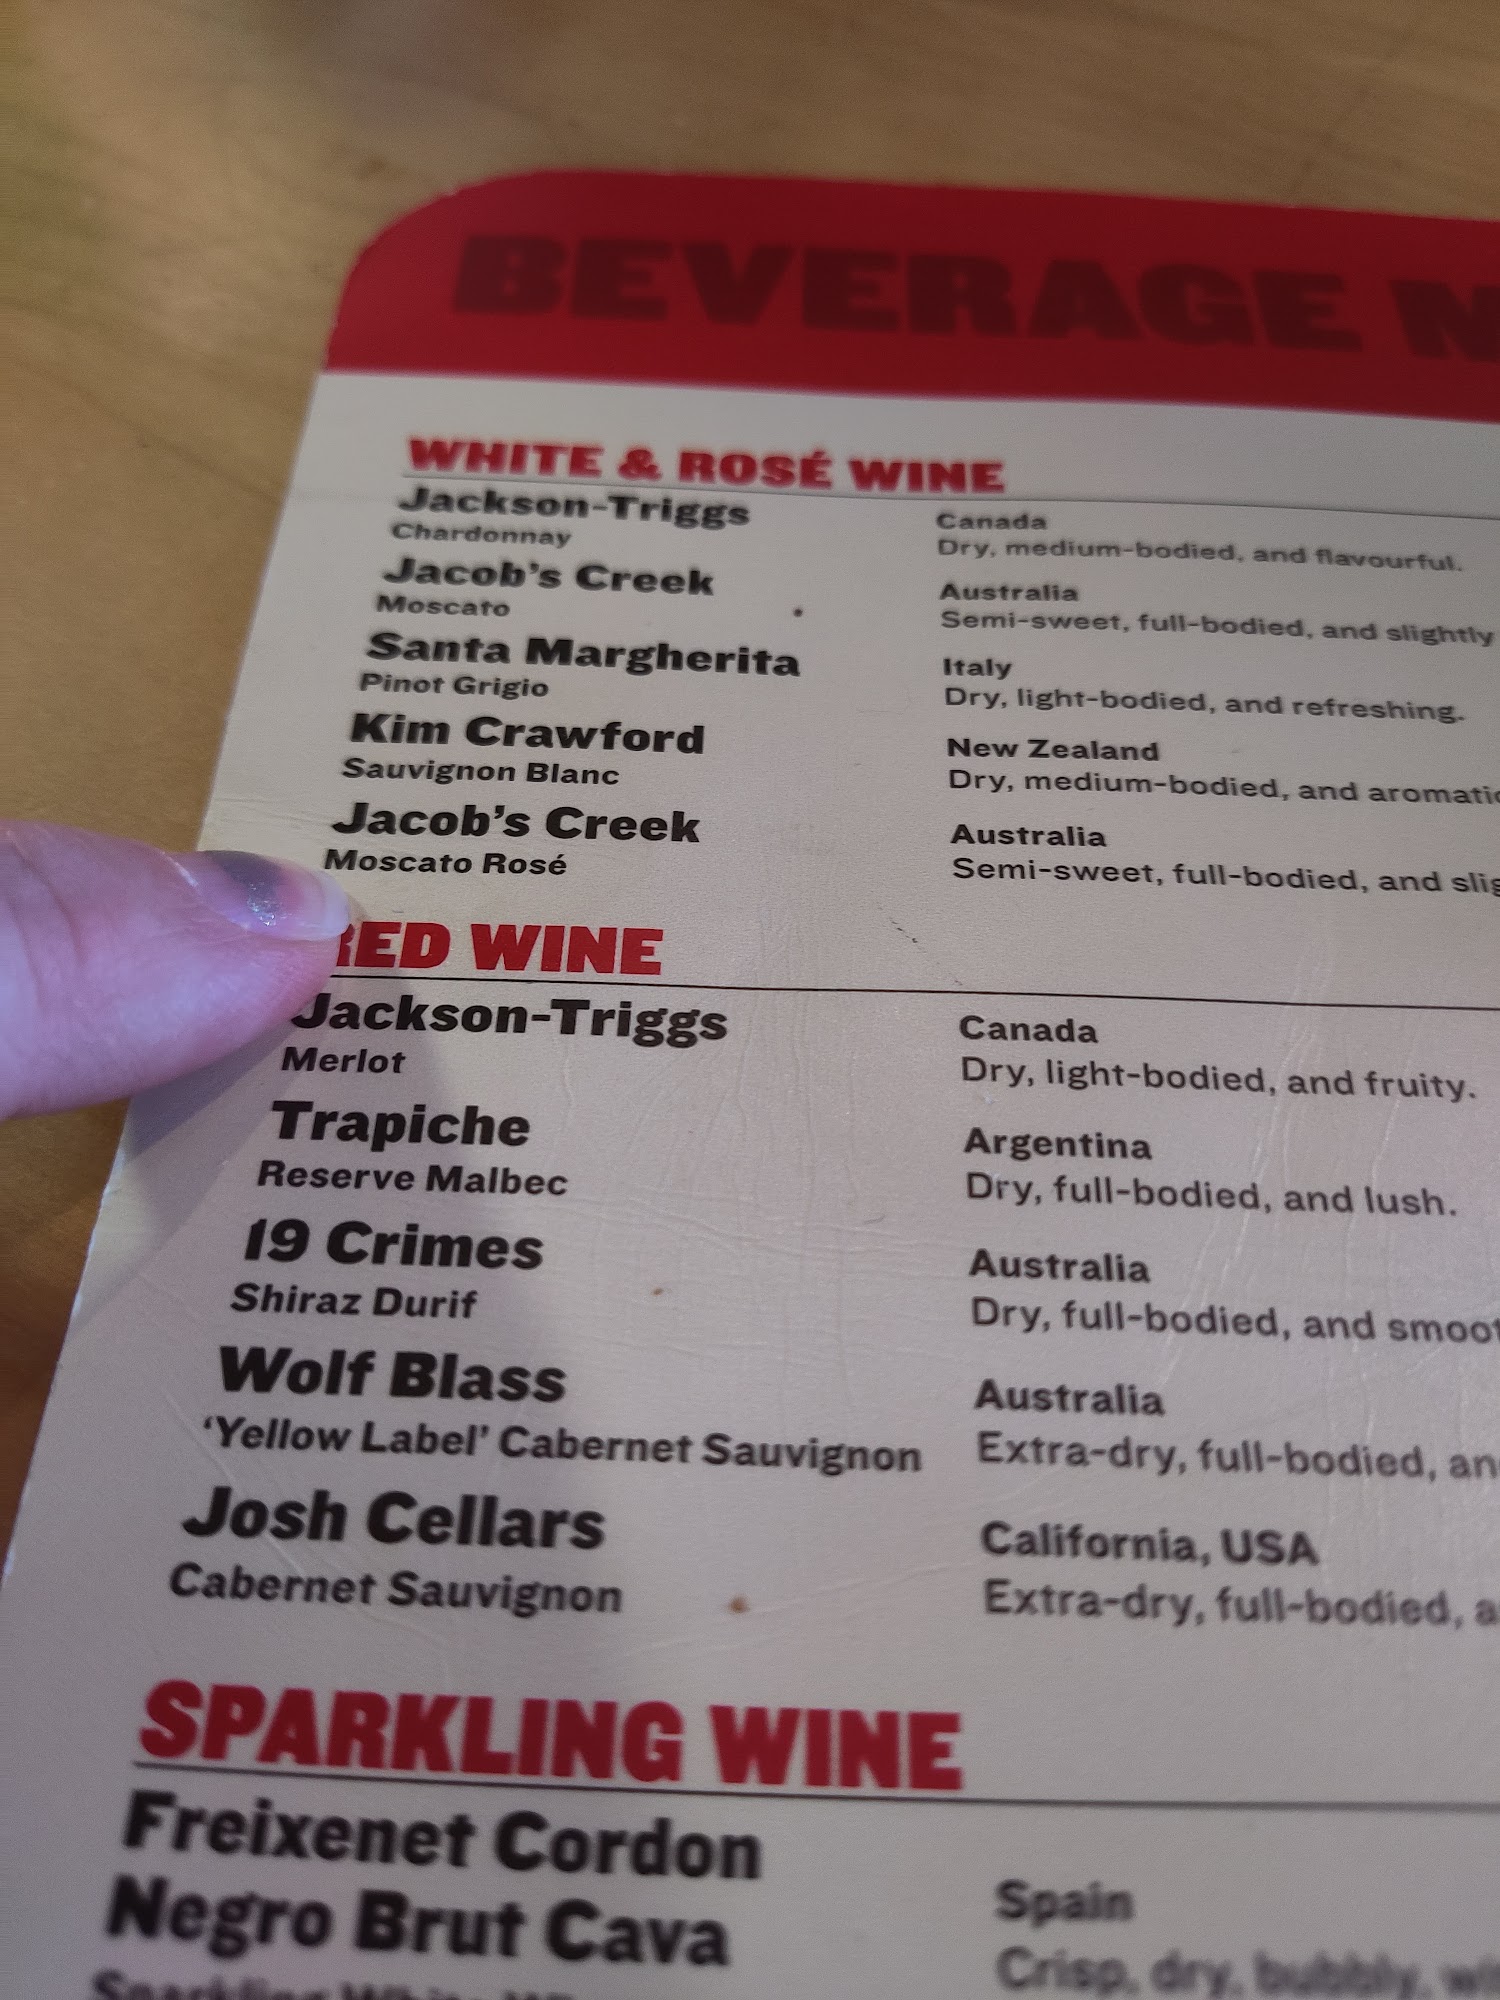 BEVERAGE
WHITE & ROSÉ WINE
Jackson-Triggs
Chardonnay
Canada
Dry, medium-bodied, and flavourful.
Jacob's Creek
Moscato
Australia
Semi-sweet, full-bodied, and slightly
Santa Margherita
Pinot Grigio
Italy
Dry, light-bodied, and refreshing.
Kim Crawford
Sauvignon Blanc
New Zealand
Dry, medium-bodied, and
Jacob's Creek
Moscato Rosé
Australia
Semi-sweet, full-bodied, and
RED WINE
Jackson-Triggs
Merlot
Canada
Dry, light-bodied, and fruity.
Trapiche
Reserve Malbec
Argentina
Dry, full-bodied, and lush.
19 Crimes
Shiraz Durif
Australia
Dry, full-bodied, and
Wolf Blass
'Yellow Label' Cabernet Sauvignon
Australia
Extra-dry, full-bodied,
Josh Cellars
Cabernet Sauvignon
California, USA
Extra-dry, full-bodied,
SPARKLING WINE
Freixenet Cordon
Negro Brut Cava
Spain
Crisp, dry, bubbly,